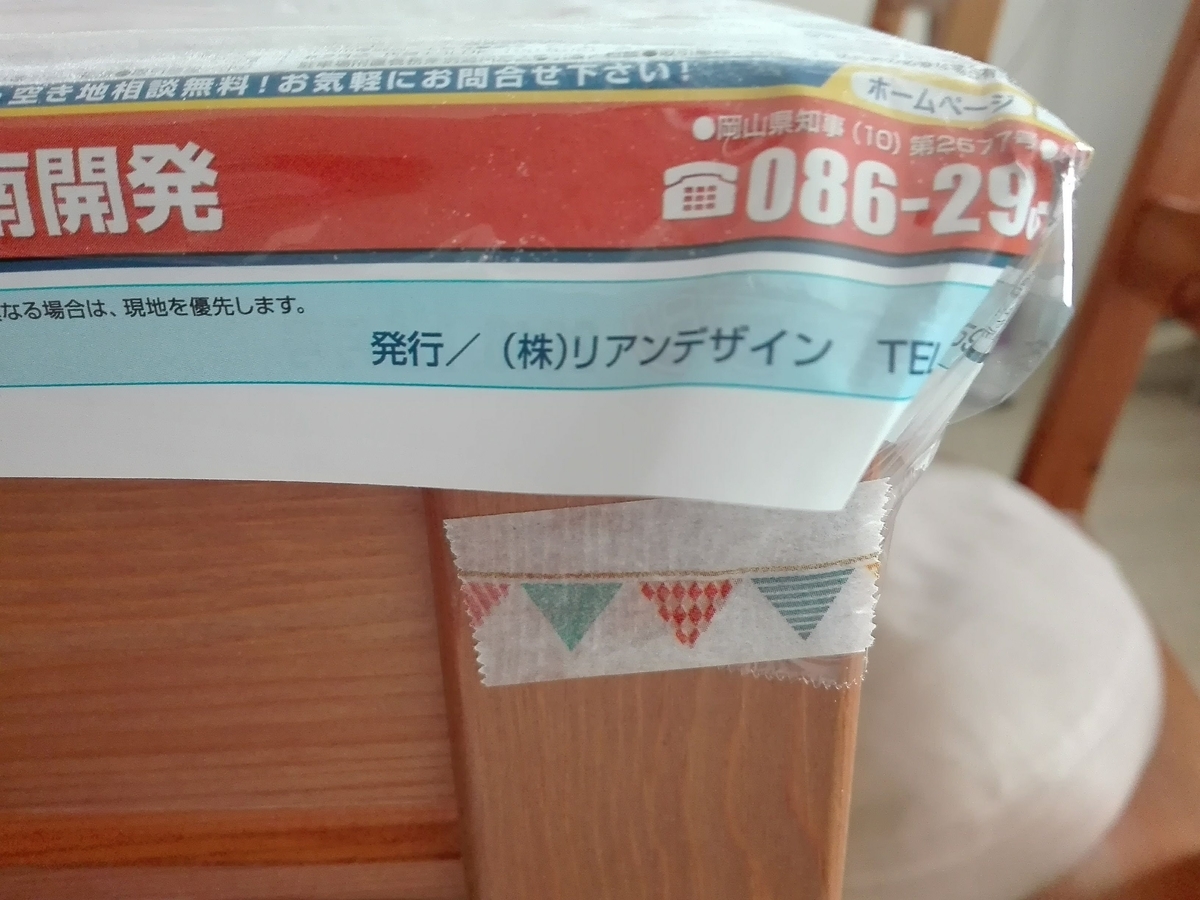 空き地相談無料!お気軽にお問合せ下さい!
ホームページ
●岡山県知事(10)第2677号●
南開発
☎086-29
なる場合は、現地を優先します。
発行/(株)リアンデザイン TEL